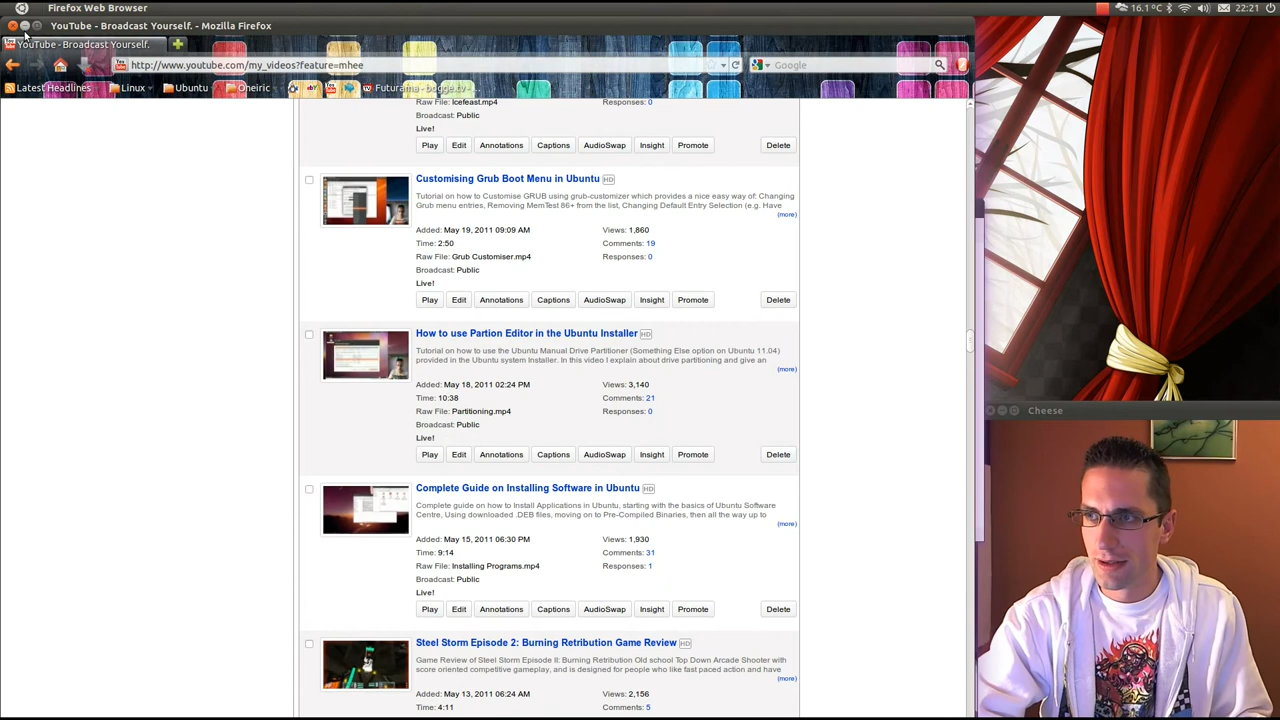 Firefox Web Browser
16.1 °C
22:21
YouTube - Broadcast Yourself. - Mozilla Firefox
YouTube - Broadcast Yourself.
http://www.youtube.com/my_videos?feature=mhee
Google
Latest Headlines
Linux
Ubuntu
Oneiric
Raw File: Icefeast.mp4
Responses: 0
Broadcast: Public
Live!
Play
Edit
Annotations
Captions
AudioSwap
Insight
Promote
Delete
Customising Grub Boot Menu in Ubuntu HD
Tutorial on how to Customise GRUB using grub-customizer which provides a nice easy way of: Changing
Grub menu entries, Removing MemTest 86+ from the list, Changing Default Entry Selection (e.g. Have
(more)
Added: May 19, 2011 09:09 AM
Views: 1,860
Time: 2:50
Comments: 19
Raw File: Grub Customiser.mp4
Responses: 0
Broadcast: Public
Live!
Play
Edit
Annotations
Captions
AudioSwap
Insight
Promote
Delete
How to use Partion Editor in the Ubuntu Installer HD
Tutorial on how to use the Ubuntu Manual Drive Partitioner (Something Else option on Ubuntu 11.04)
provided in the Ubuntu system Installer. In this video I explain about drive partitioning and give an
(more)
Added: May 18, 2011 02:24 PM
Views: 3,140
Time: 10:38
Comments: 21
Raw File: Partitioning.mp4
Responses: 0
Broadcast: Public
Live!
Play
Edit
Annotations
Captions
AudioSwap
Insight
Promote
Delete
Complete Guide on Installing Software in Ubuntu HD
Complete guide on how to Install Applications in Ubuntu, starting with the basics of Ubuntu Software
Centre, Using downloaded .DEB files, moving on to Pre-Compiled Binaries, then all the way up to
(more)
Added: May 15, 2011 06:30 PM
Views: 1,930
Time: 9:14
Comments: 31
Raw File: Installing Programs.mp4
Responses: 1
Broadcast: Public
Live!
Play
Edit
Annotations
Captions
AudioSwap
Insight
Promote
Delete
Steel Storm Episode 2: Burning Retribution Game Review HD
Game Review of Steel Storm Episode II: Burning Retribution Old school Top Down Arcade Shooter with
score oriented competitive gameplay, and is designed for people who like fast paced action and have
(more)
Added: May 13, 2011 06:24 AM
Views: 2,156
Time: 4:11
Comments: 5
Cheese